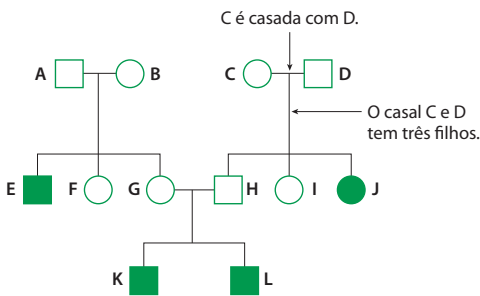 C é casada com D.
A B C D
O casal C e D
tem três filhos.
E F G H I J
K L